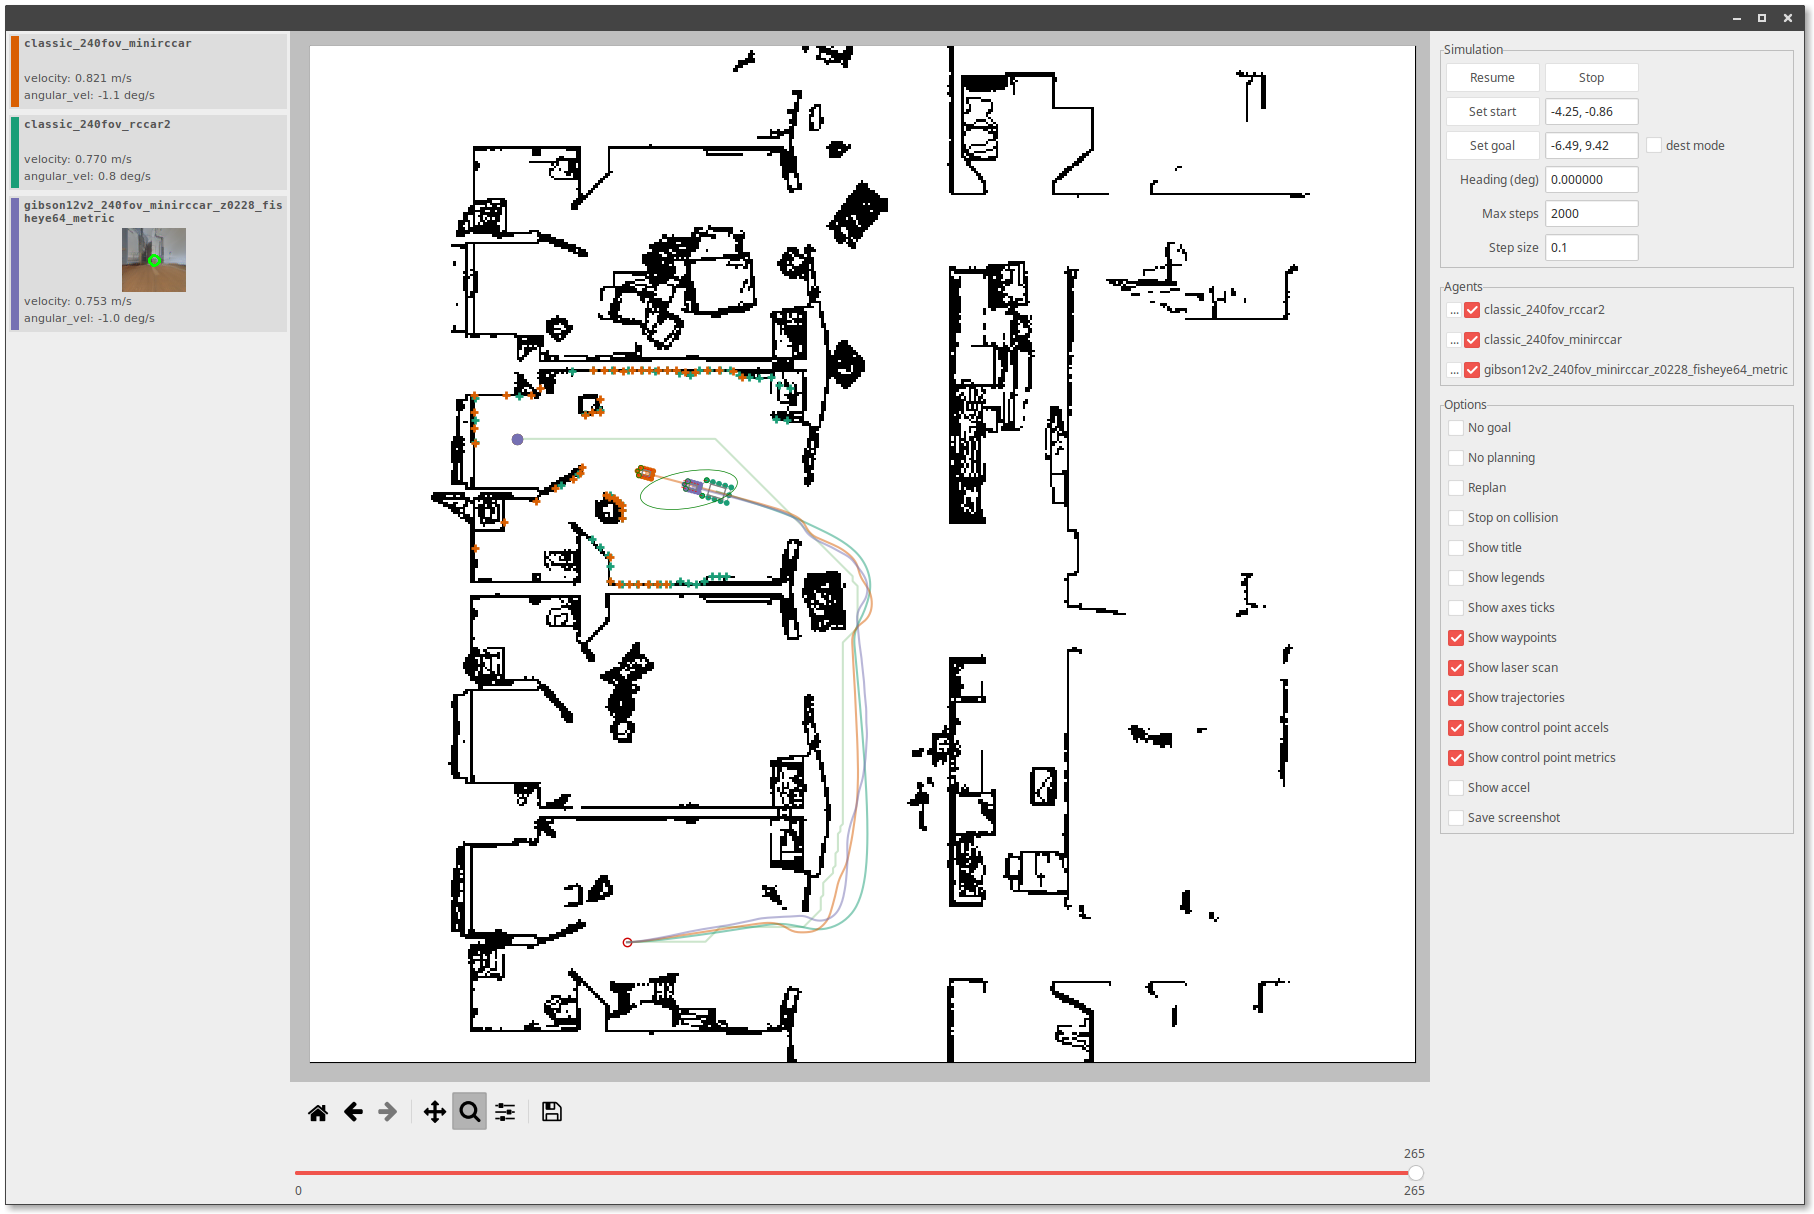 classic_240fov_minirccar
velocity: 0.821 m/s
angular_vel: -1.1 deg/s
classic_240fov_rccar2
velocity: 0.770 m/s
angular_vel: 0.8 deg/s
gibson12v2_240fov_minirccar_z0228_fis
heye64_metric
velocity: 0.753 m/s
angular_vel: -1.0 deg/s
Simulation
Resume Stop
Set start -4.25, -0.86
Set goal -6.49, 9.42 dest mode
Heading (deg) 0.000000
Max steps 2000
Step size 0.1
Agents
... classic_240fov_rccar2
... classic_240fov_minirccar
... gibson12v2_240fov_minirccar_z0228_fisheye64_metric
Options
No goal
No planning
Replan
Stop on collision
Show title
Show legends
Show axes ticks
Show waypoints
Show laser scan
Show trajectories
Show control point accels
Show control point metrics
Show accel
Save screenshot
265
0 265